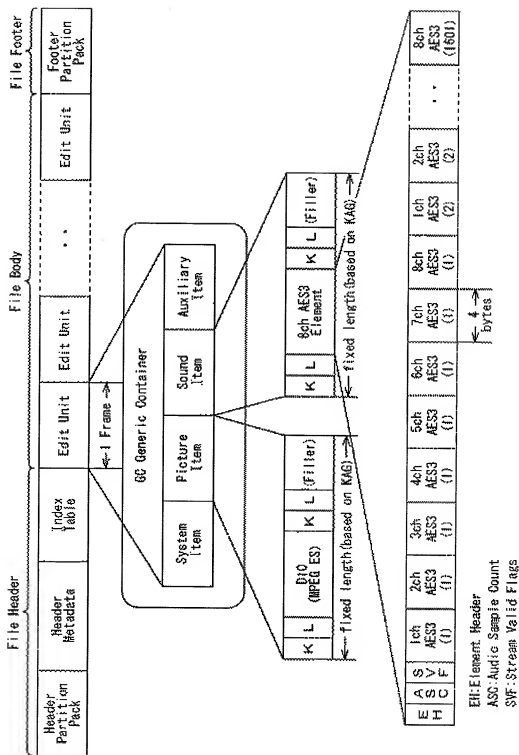 File Header
File Body
File Footer
Header Partition Pack
Header Metadata
Index Table
Edit Unit
Edit Unit
. .
Edit Unit
Footer Partition Pack
1 Frame
GC Generic Container
System Item
Picture Item
Sound Item
Auxiliary Item
K
L
D10 (MPEG ES)
K
L
(Filler)
K
L
8ch AES3 Element
K
L
(Filler)
fixed length(based on KAG)
fixed length(based on KAG)
E H
A S C
S V F
1ch AES3 (1)
2ch AES3 (1)
3ch AES3 (1)
4ch AES3 (1)
5ch AES3 (1)
6ch AES3 (1)
7ch AES3 (1)
8ch AES3 (1)
1ch AES3 (2)
2ch AES3 (2)
. .
8ch AES3 (1601)
4 bytes
EH:Element Header
ASC:Audio Sample Count
SVF:Stream Valid Flags